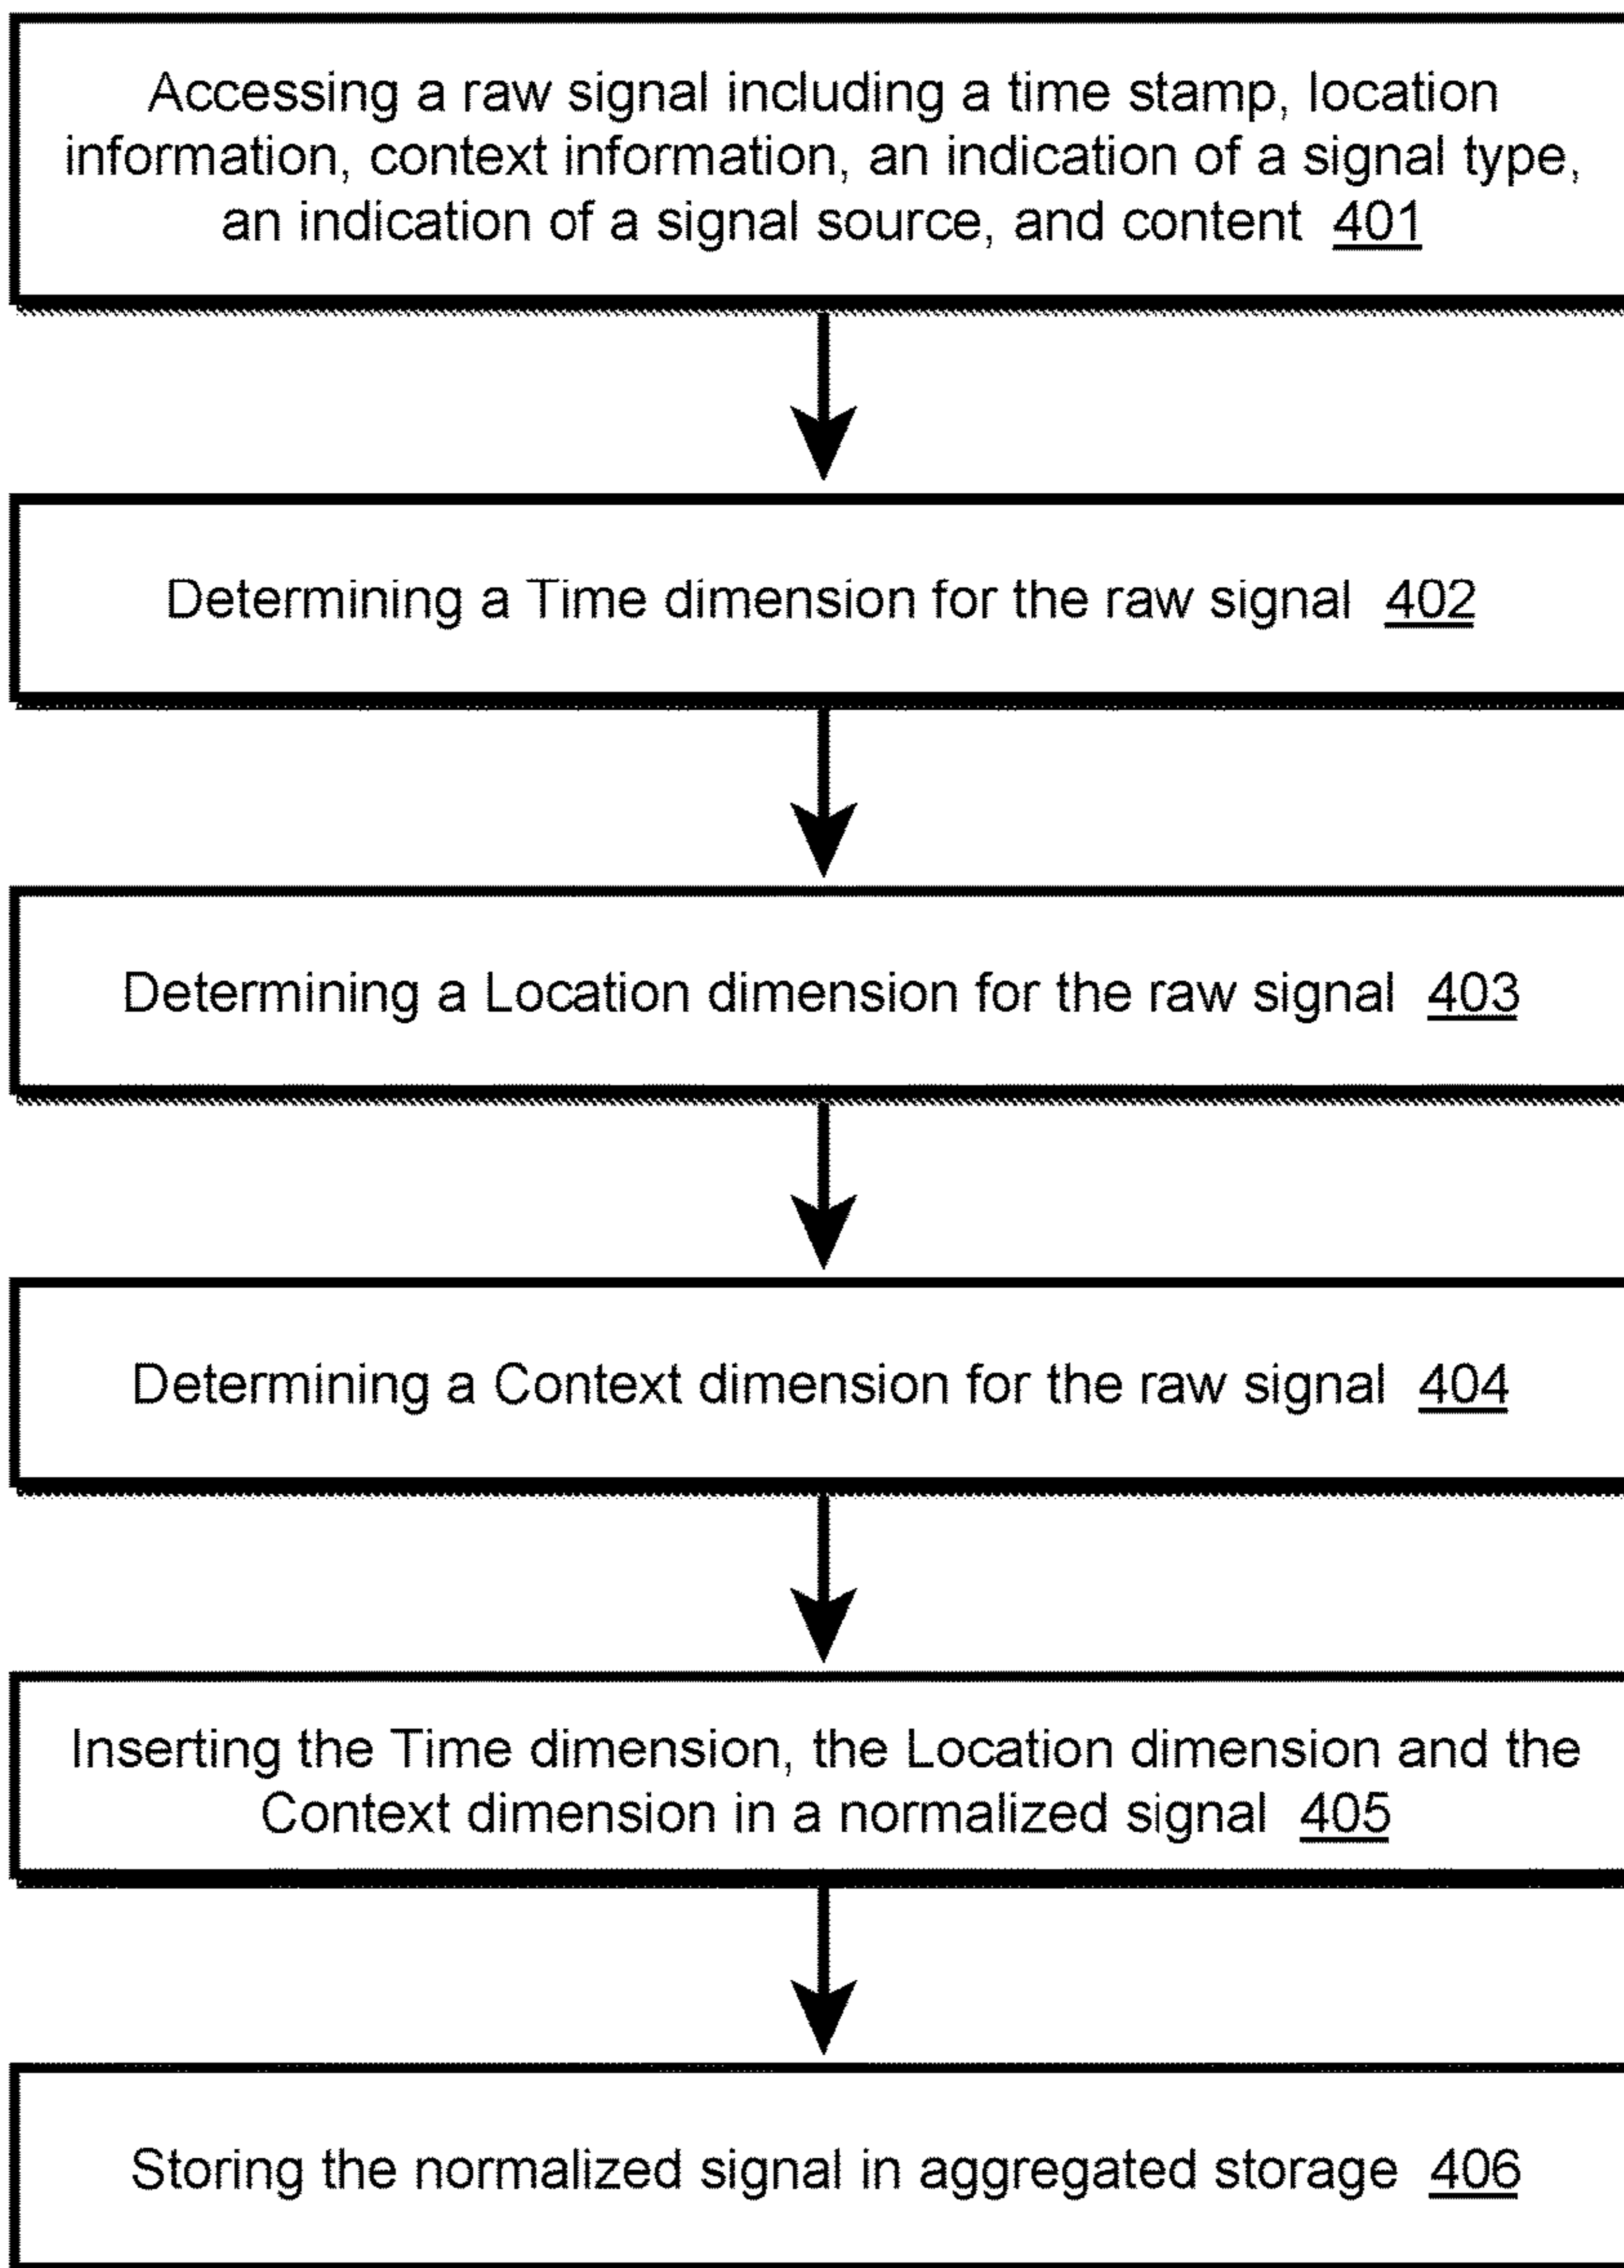 Accessing a raw signal including a time stamp, location
information, context information, an indication of a signal type,
an indication of a signal source, and content 401
Determining a Time dimension for the raw signal 402
Determining a Location dimension for the raw signal 403
Determining a Context dimension for the raw signal 404
Inserting the Time dimension, the Location dimension and the
Context dimension in a normalized signal 405
Storing the normalized signal in aggregated storage 406